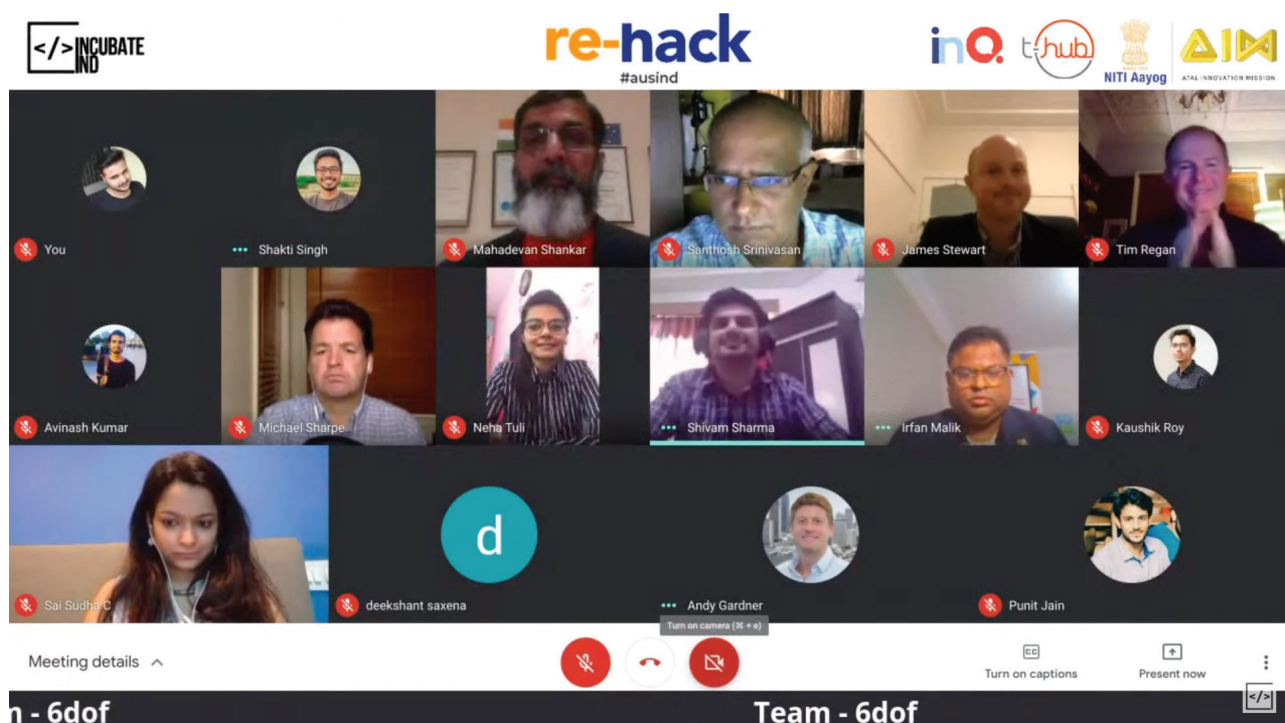 </> INCUBATE
IND
re-hack
#ausind
inQ
t-hub
NITI Aayog
AIM
ATAL INNOVATION MISSION
You
Shakti Singh
Mahadevan Shankar
Santhosh Srinivasan
James Stewart
Tim Regan
Avinash Kumar
Michael Sharpe
Neha Tuli
Shivam Sharma
Irfan Malik
Kaushik Roy
Sai Sudha C
d
deekshant saxena
Andy Gardner
Punit Jain
Turn on camera (⌘ + e)
Meeting details
CC
Turn on captions
Present now
</>
n - 6dof
Team - 6dof